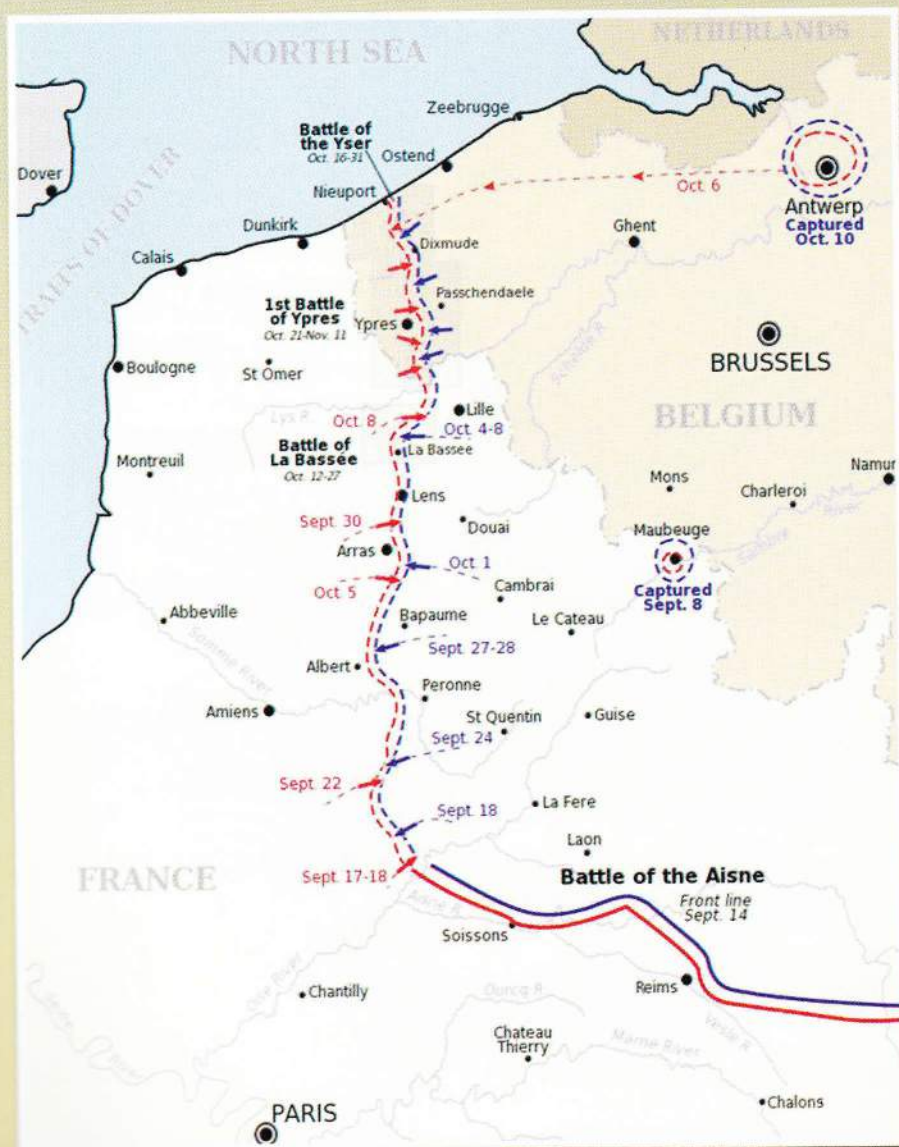 NORTH SEA
NETHERLANDS
Zeebrugge
Battle of
the Yser
Oct. 16-31
Ostend
Dover
Nieuport
Oct. 6
Antwerp
Captured
Oct. 10
TRAITS OF DOVER
Dunkirk
Ghent
Dixmude
Calais
Passchendaele
1st Battle
of Ypres
Oct. 21-Nov. 11
Ypres
Schelde R.
BRUSSELS
Boulogne
St Omer
Lille
BELGIUM
Lys R.
Oct. 8
Oct. 4-8
Battle of
La Bassée
Oct. 12-27
La Bassee
Montreuil
Mons
Namur
Charleroi
River
Lens
Sept. 30
Douai
Maubeuge
Sambre
Arras
Oct. 1
Oct. 5
Cambrai
Captured
Sept. 8
Abbeville
Bapaume
Le Cateau
Somme River
Sept. 27-28
Albert
Peronne
Amiens
St Quentin
Guise
Sept. 24
Sept. 22
Sept. 18
La Fere
Laon
FRANCE
Sept. 17-18
Battle of the Aisne
Front line
Sept. 14
Aisne R.
Soissons
Oise River
Chantilly
Reims
Ourcq R
Vesle R.
Seine River
Chateau
Thierry
Marne River
Chalons
PARIS